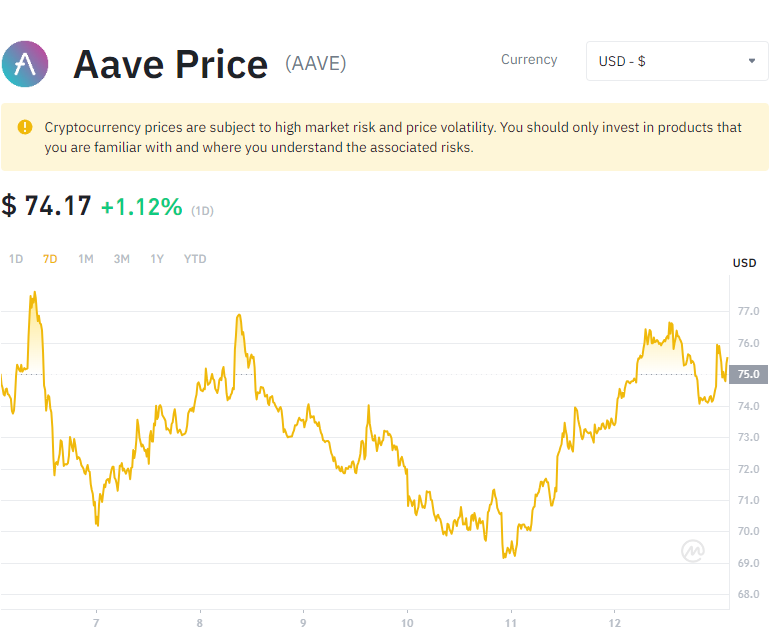 Aave Price (AAVE)
Currency
USD - $
Cryptocurrency prices are subject to high market risk and price volatility. You should only invest in products that
you are familiar with and where you understand the associated risks.
$ 74.17 +1.12% (1D)
1D 7D 1M 3M 1Y YTD
USD
77.0
76.0
75.0
74.0
73.0
72.0
71.0
70.0
69.0
68.0
7 8 9 10 11 12